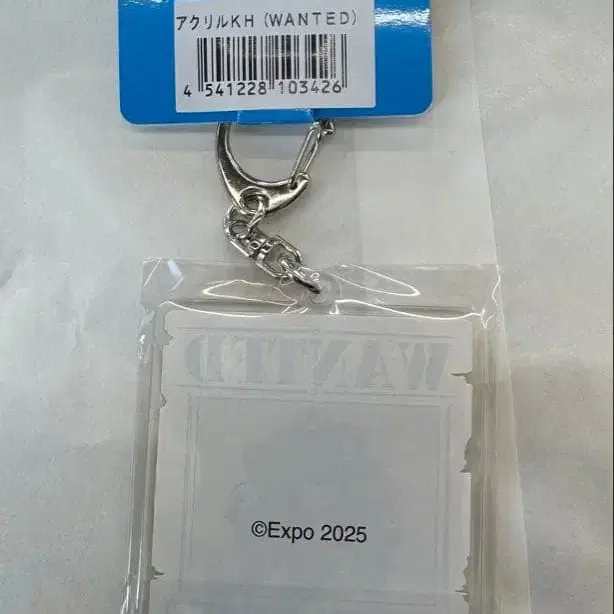 アクリルKH (WANTED)
4 541228 103426
WANTED
©Expo 2025